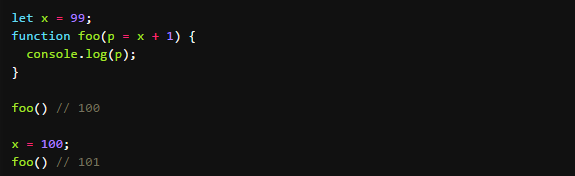 let x = 99;
function foo(p = x + 1) {
  console.log(p);
}

foo() // 100

x = 100;
foo() // 101